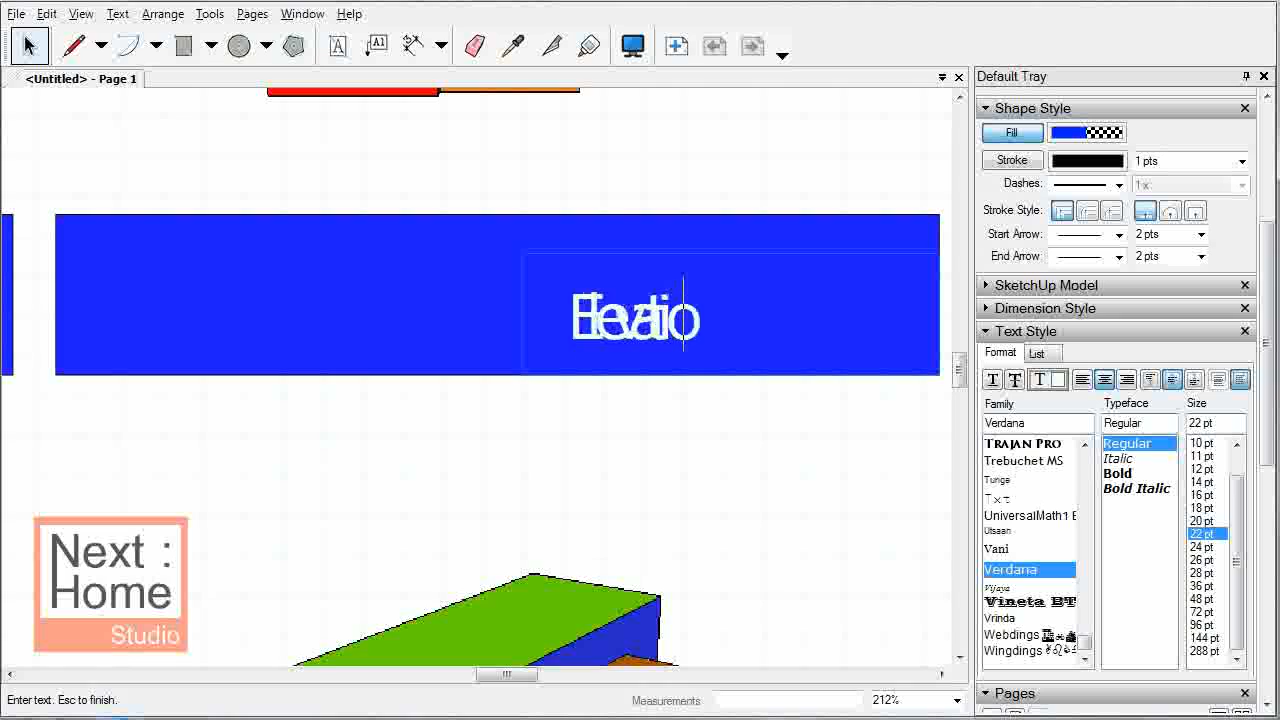 File Edit View Text Arrange Tools Pages Window Help
<Untitled> - Page 1
Default Tray
Shape Style
Fill
Stroke 1 pts
Dashes: 1 x
Stroke Style:
Start Arrow: 2 pts
End Arrow: 2 pts
SketchUp Model
Dimension Style
Text Style
Format List
Family Typeface Size
Verdana Regular 22 pt
Trajan Pro
Trebuchet MS
Tunga
UniversalMath1 B
Utsaah
Vani
Verdana
Vijaya
Vineta BT
Vrinda
Webdings
Wingdings
Regular
Italic
Bold
Bold Italic
10 pt
11 pt
12 pt
14 pt
16 pt
18 pt
20 pt
22 pt
24 pt
26 pt
28 pt
36 pt
48 pt
72 pt
96 pt
144 pt
288 pt
Pages
Elevatio
Next :
Home
Studio
Enter text. Esc to finish.
Measurements
212%